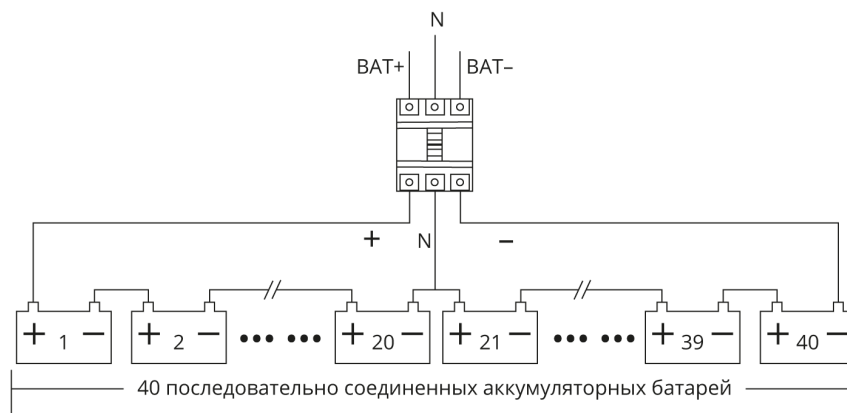 N
BAT+ BAT–
+ N –
+ 1 – + 2 – + 20 – + 21 – + 39 – + 40 –
40 последовательно соединенных аккумуляторных батарей